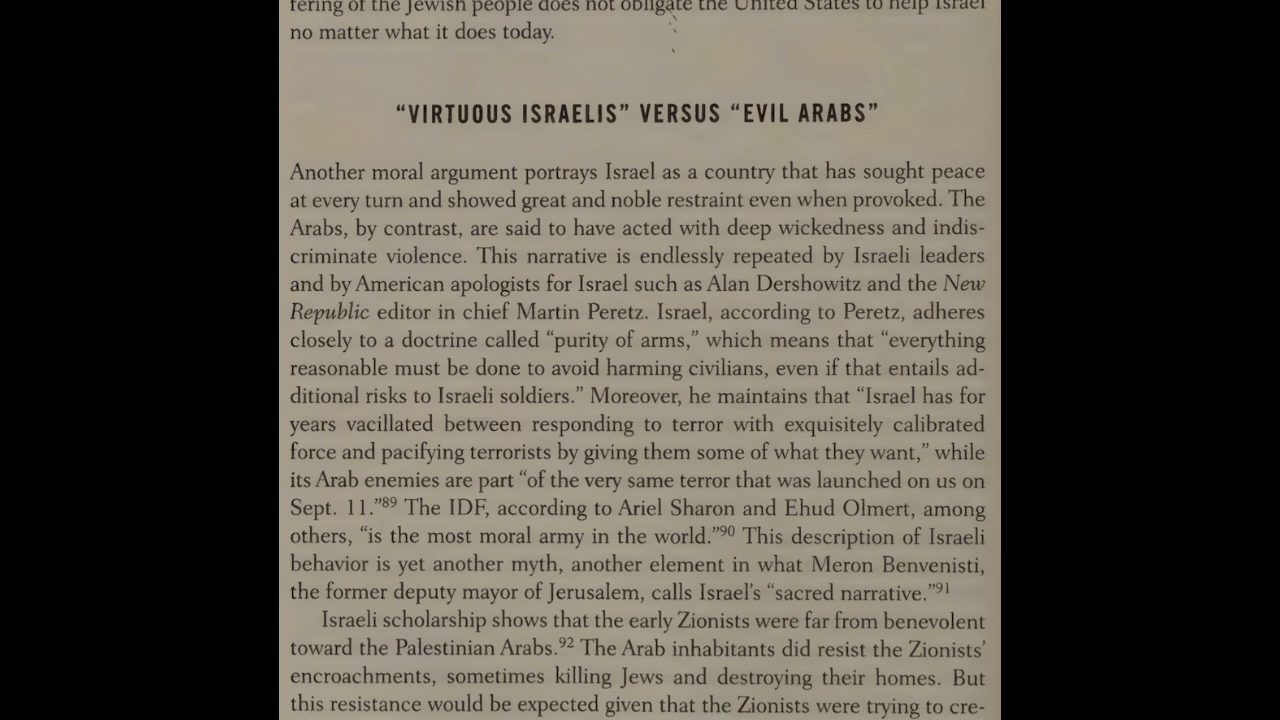 fering of the Jewish people does not obligate the United States to help Israel
no matter what it does today.
“VIRTUOUS ISRAELIS” VERSUS “EVIL ARABS”
Another moral argument portrays Israel as a country that has sought peace
at every turn and showed great and noble restraint even when provoked. The
Arabs, by contrast, are said to have acted with deep wickedness and indis-
criminate violence. This narrative is endlessly repeated by Israeli leaders
and by American apologists for Israel such as Alan Dershowitz and the New
Republic editor in chief Martin Peretz. Israel, according to Peretz, adheres
closely to a doctrine called “purity of arms,” which means that “everything
reasonable must be done to avoid harming civilians, even if that entails ad-
ditional risks to Israeli soldiers.” Moreover, he maintains that “Israel has for
years vacillated between responding to terror with exquisitely calibrated
force and pacifying terrorists by giving them some of what they want,” while
its Arab enemies are part “of the very same terror that was launched on us on
Sept. 11.”89 The IDF, according to Ariel Sharon and Ehud Olmert, among
others, “is the most moral army in the world.”90 This description of Israeli
behavior is yet another myth, another element in what Meron Benvenisti,
the former deputy mayor of Jerusalem, calls Israel’s “sacred narrative.”91
Israeli scholarship shows that the early Zionists were far from benevolent
toward the Palestinian Arabs.92 The Arab inhabitants did resist the Zionists’
encroachments, sometimes killing Jews and destroying their homes. But
this resistance would be expected given that the Zionists were trying to cre-